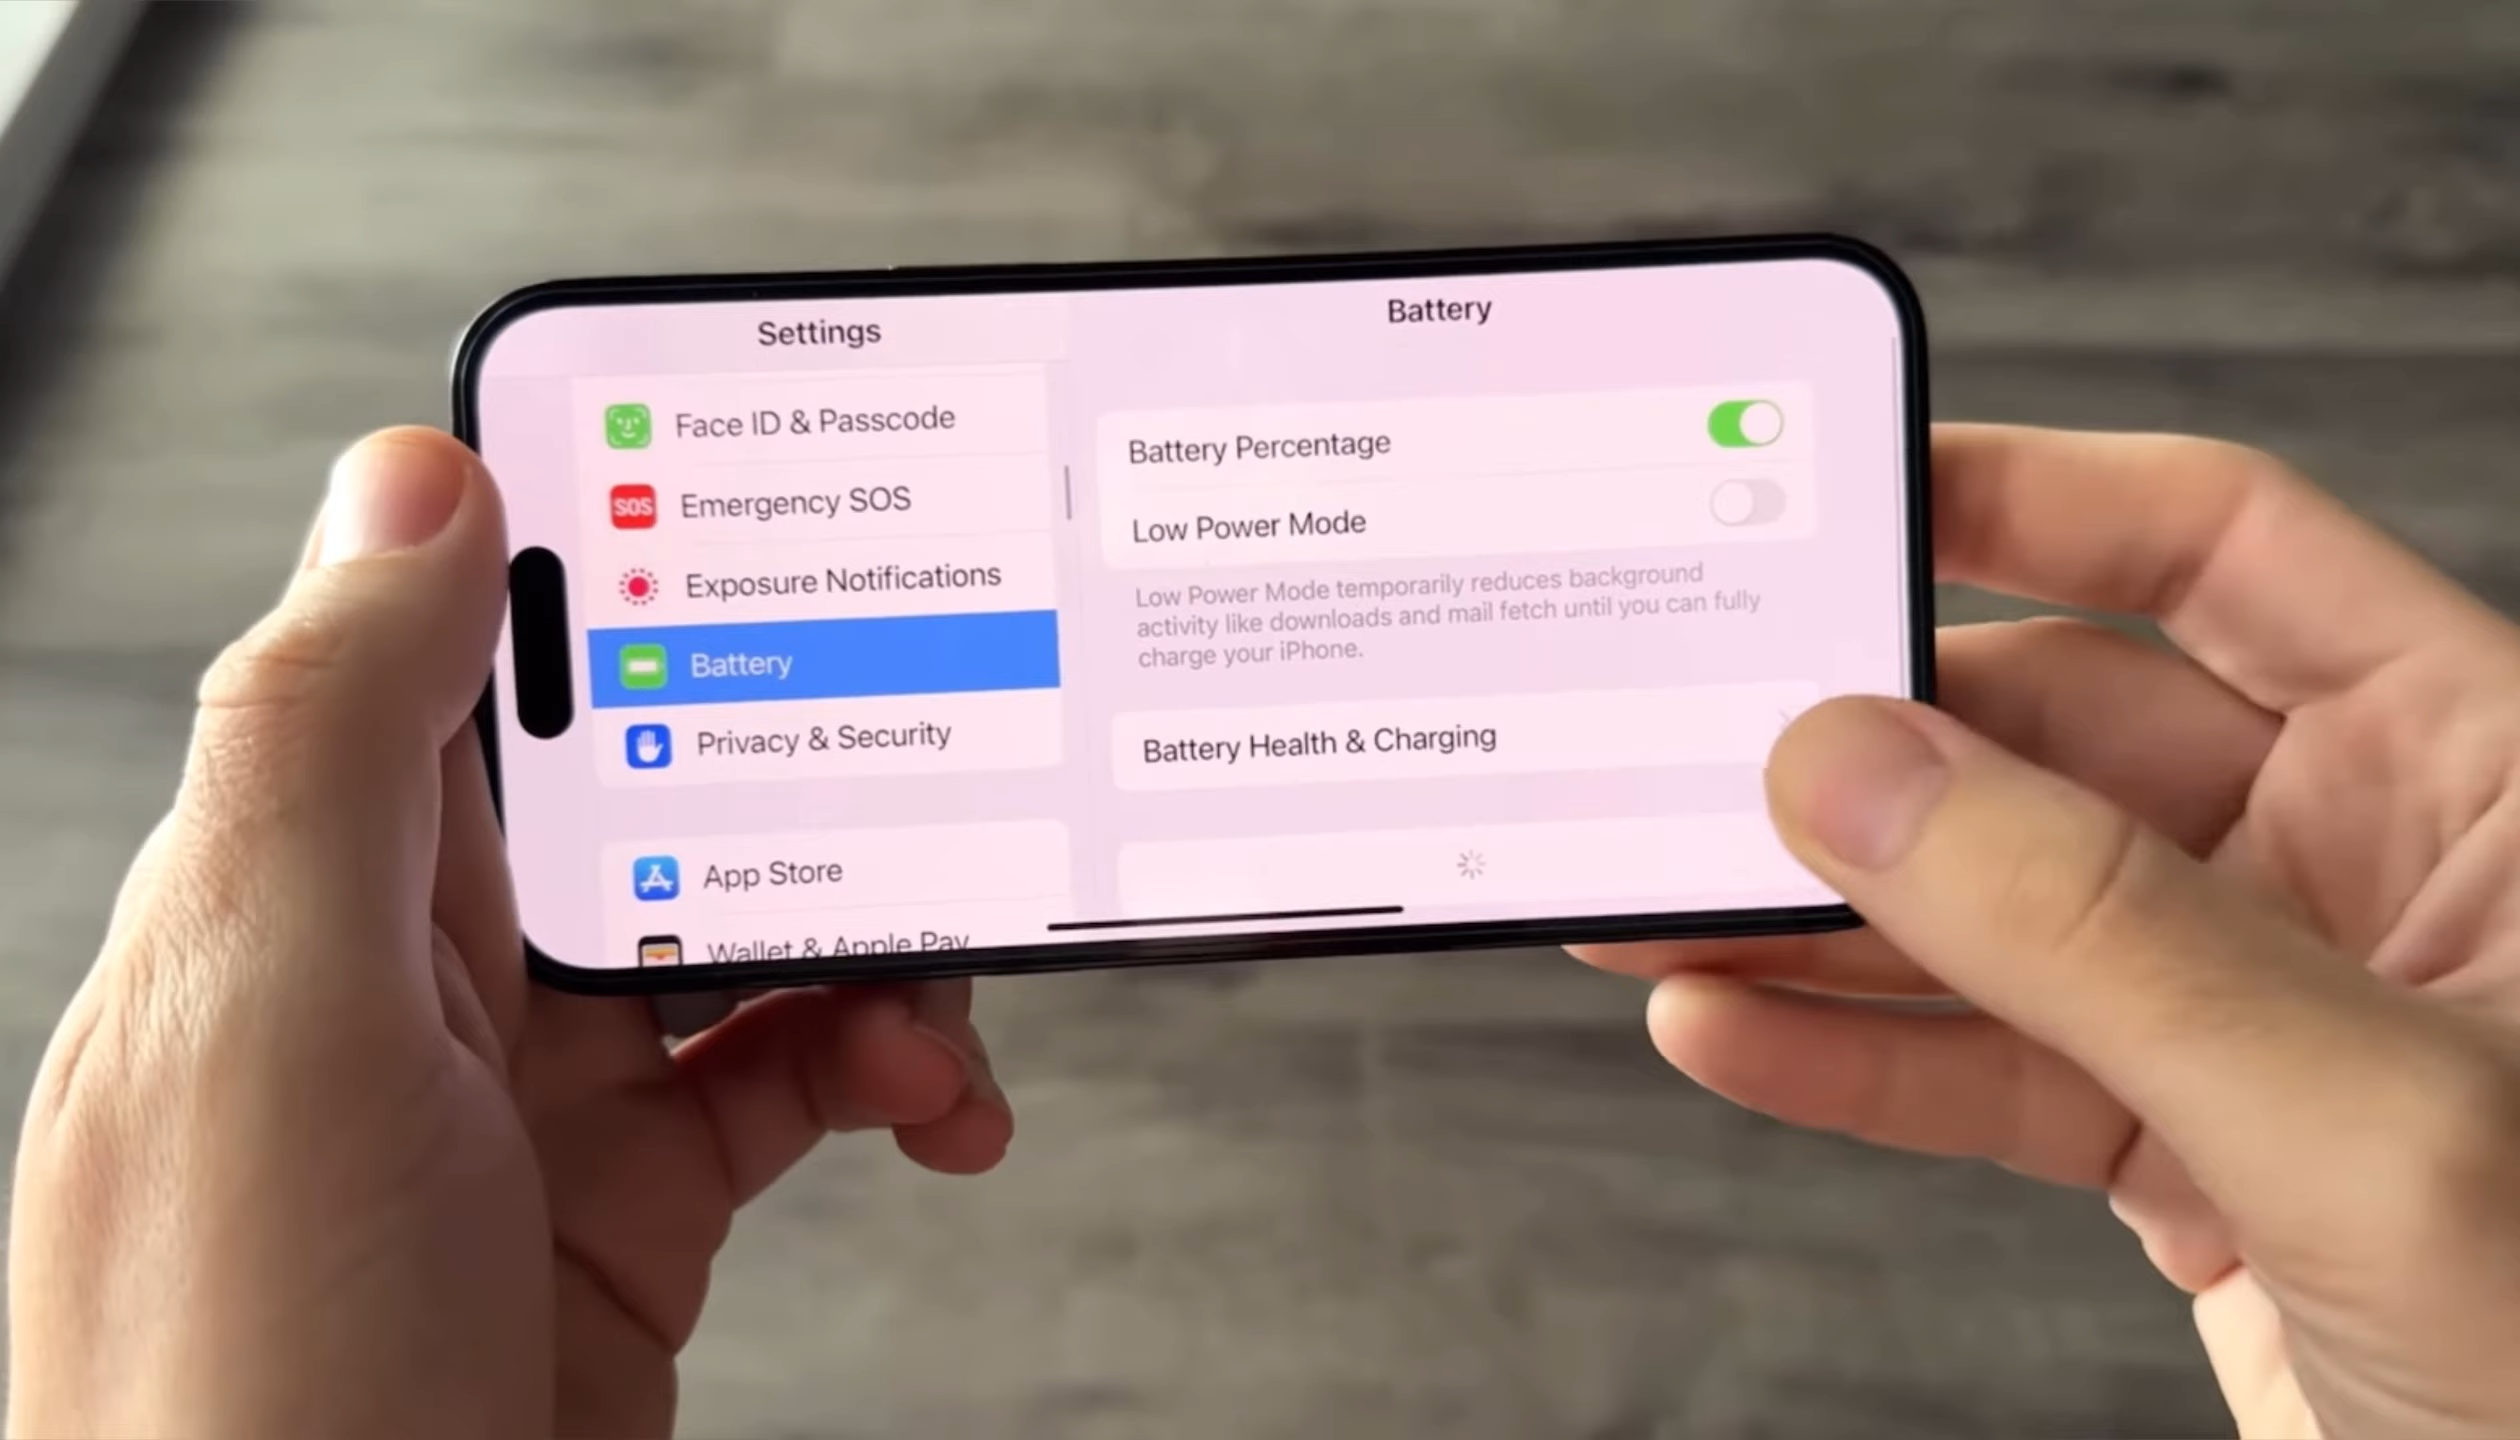 Settings
Face ID & Passcode
SOS
Emergency SOS
Exposure Notifications
Battery
Privacy & Security
App Store
Wallet & Apple Pay
Battery
Battery Percentage
Low Power Mode
Low Power Mode temporarily reduces background
activity like downloads and mail fetch until you can fully
charge your iPhone.
Battery Health & Charging